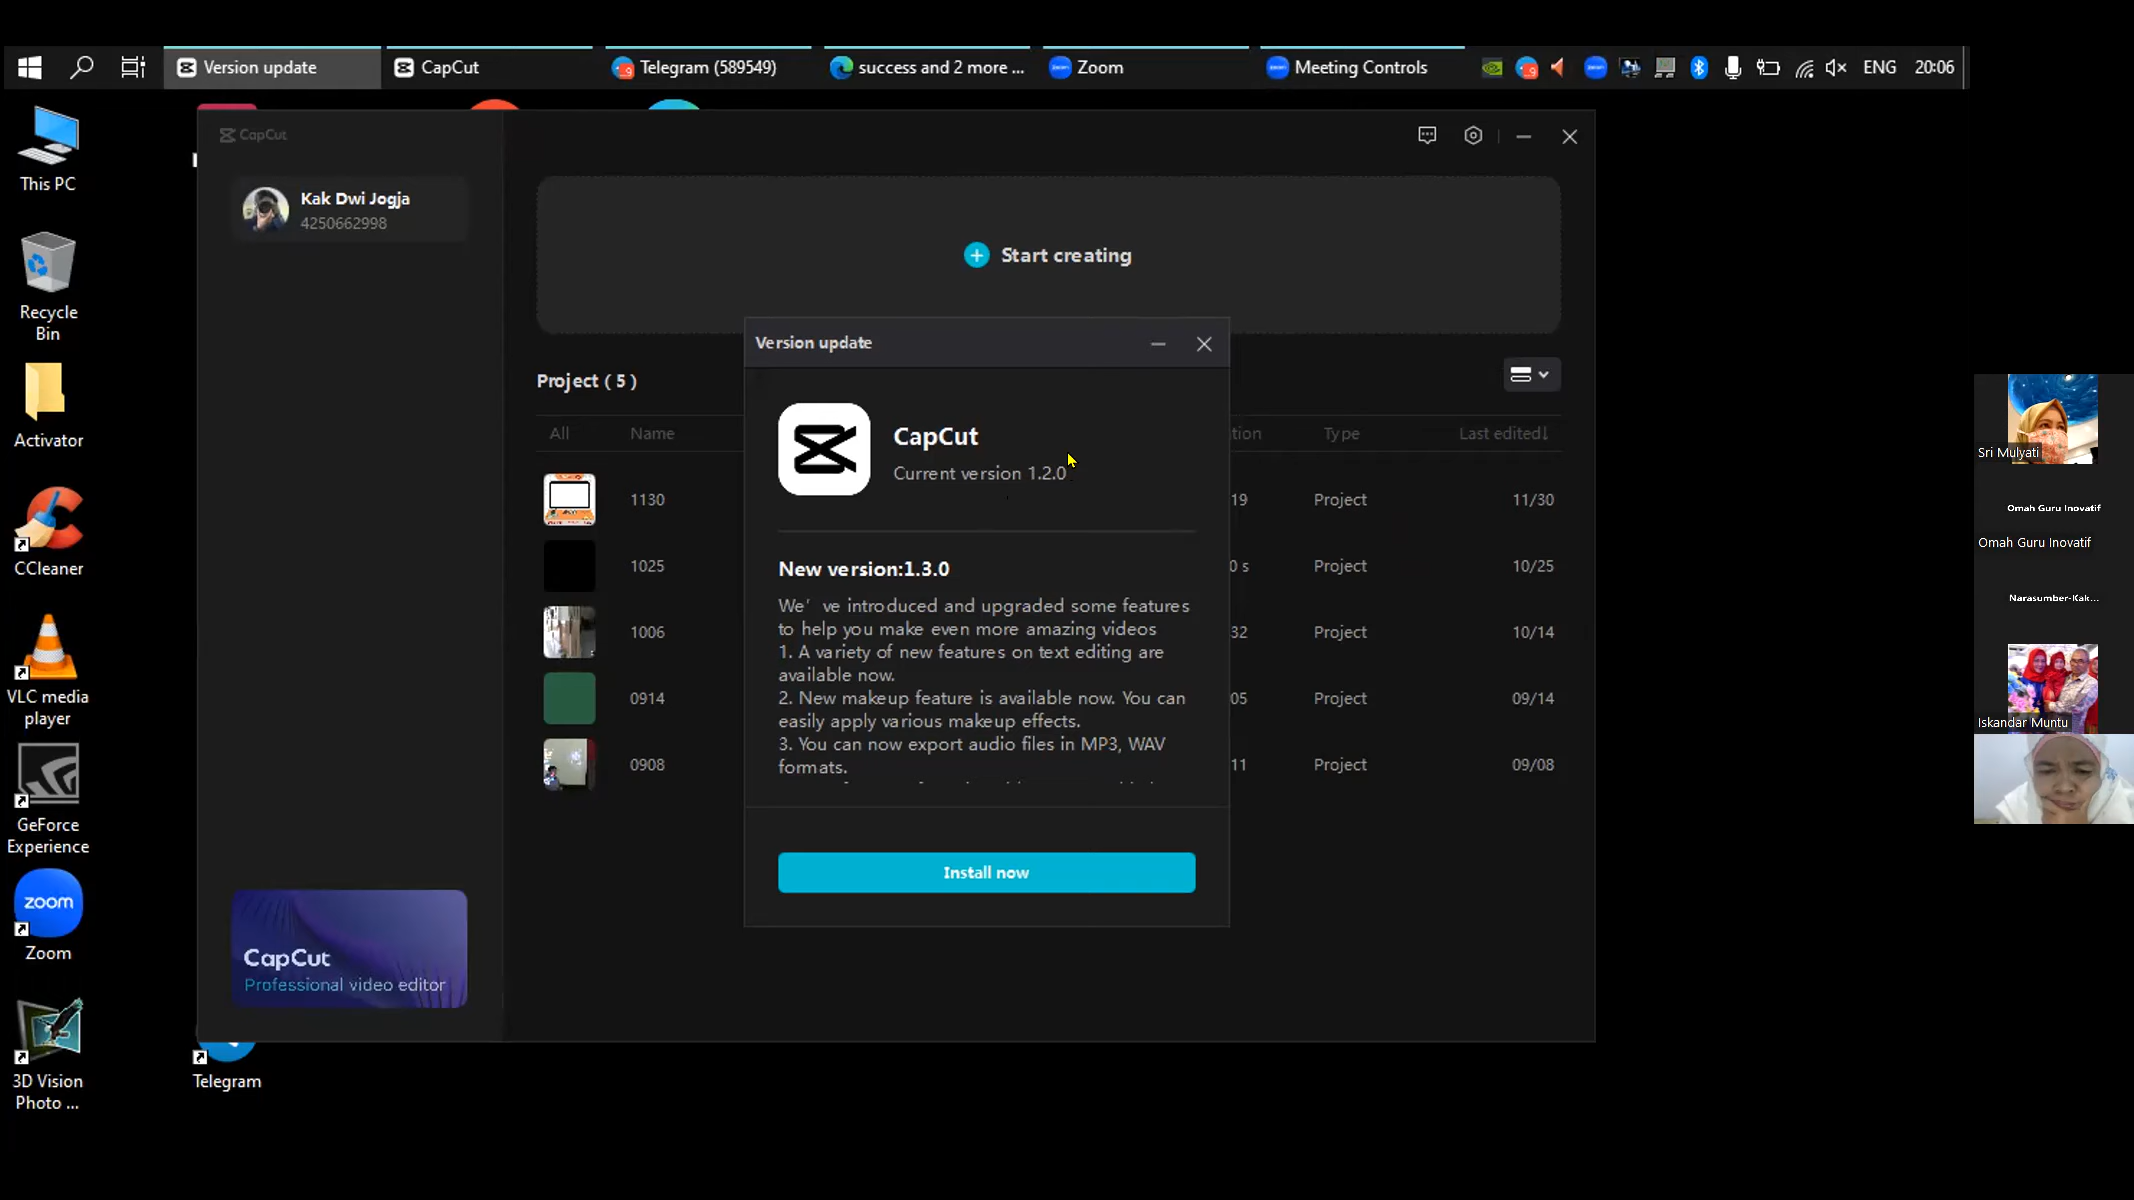 Version update
CapCut
Telegram (589549)
success and 2 more ...
Zoom
Meeting Controls
ENG
20:06
This PC
Recycle
Bin
Activator
CCleaner
VLC media
player
GeForce
Experience
zoom
Zoom
3D Vision
Photo ...
Telegram
CapCut
Kak Dwi Jogja
4250662998
CapCut
Professional video editor
Start creating
Project ( 5 )
All Name Type Last edited↓
1130 19 Project 11/30
1025 0 s Project 10/25
1006 32 Project 10/14
0914 05 Project 09/14
0908 11 Project 09/08
Version update
CapCut
Current version 1.2.0
New version:1.3.0
We've introduced and upgraded some features
to help you make even more amazing videos
1. A variety of new features on text editing are
available now.
2. New makeup feature is available now. You can
easily apply various makeup effects.
3. You can now export audio files in MP3, WAV
formats.
Install now
Sri Mulyati
Omah Guru Inovatif
Omah Guru Inovatif
Narasumber-Kak...
Iskandar Muntu